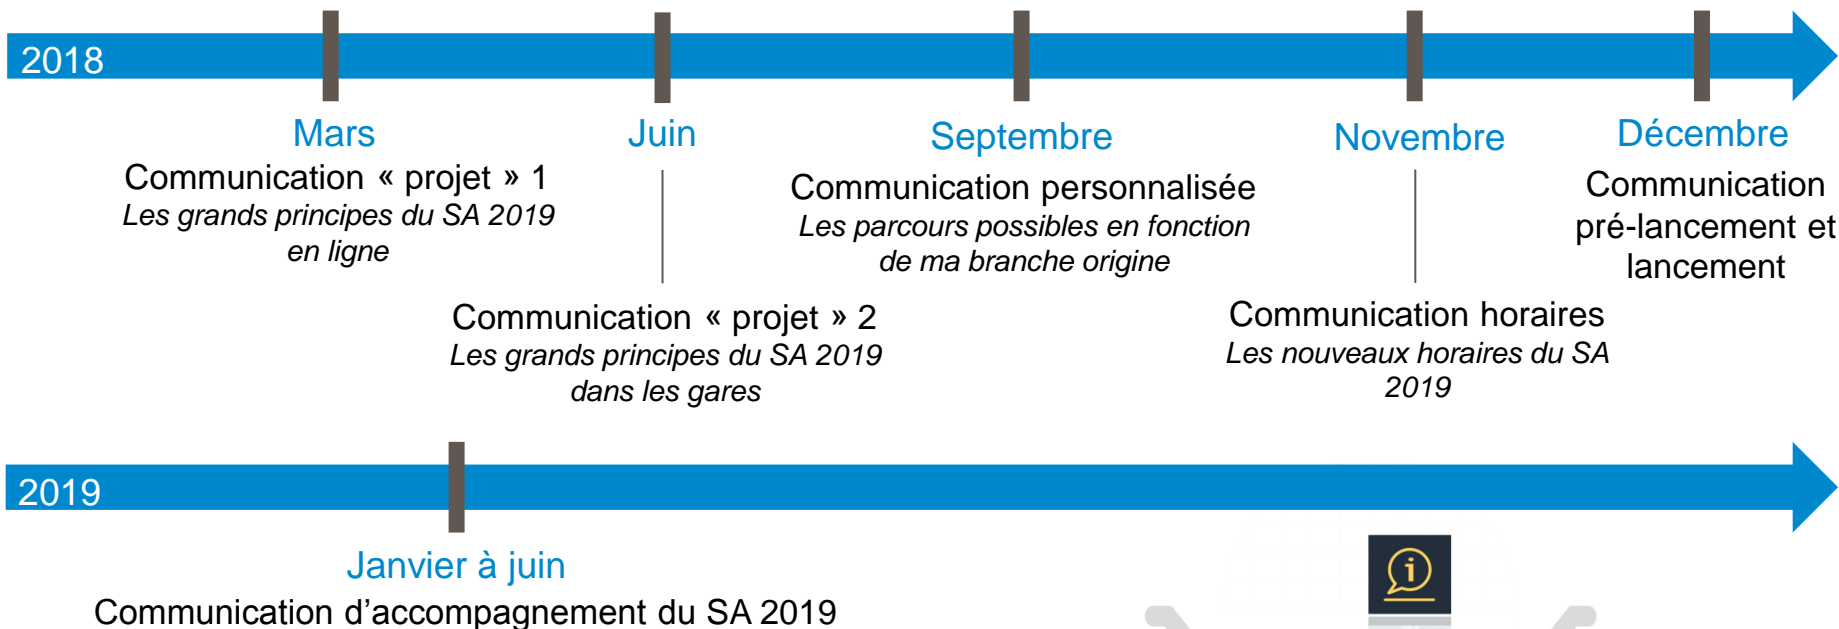 2018
Mars
Communication « projet » 1
Les grands principes du SA 2019
en ligne
Juin
Communication « projet » 2
Les grands principes du SA 2019
dans les gares
Septembre
Communication personnalisée
Les parcours possibles en fonction
de ma branche origine
Novembre
Communication horaires
Les nouveaux horaires du SA
2019
Décembre
Communication
pré-lancement et
lancement
2019
Janvier à juin
Communication d’accompagnement du SA 2019
i